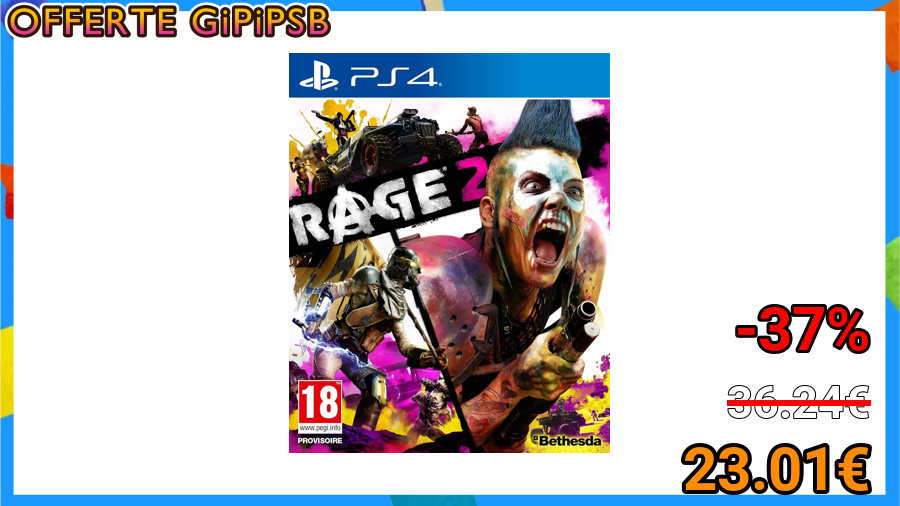 OFFERTE GiPiPSB
PS4
RAGE 2
18
www.pegi.info
PROVISOIRE
Bethesda
-37%
36.24€
23.01€